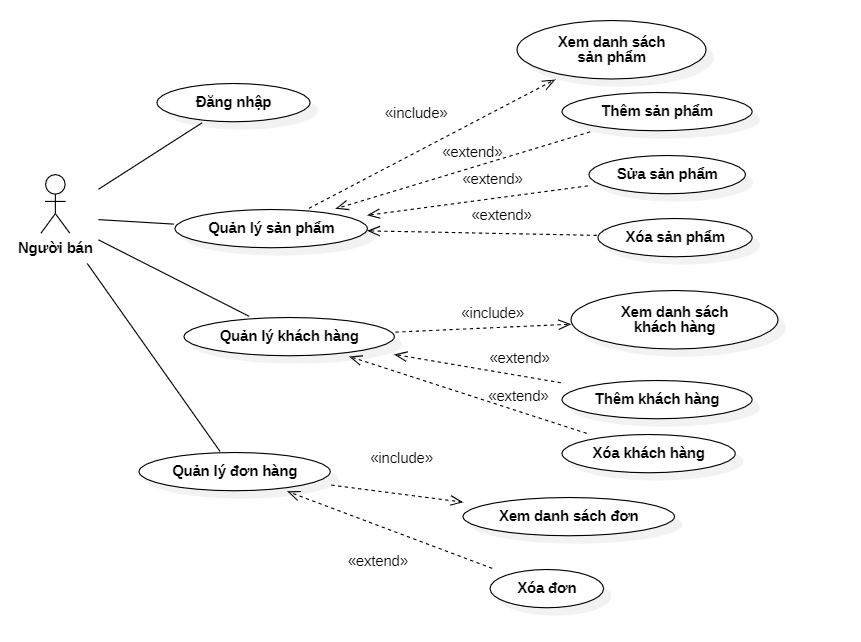 Xem danh sách
sản phẩm
Đăng nhập
«include»
Thêm sản phẩm
«extend»
Sửa sản phẩm
«extend»
«extend»
Người bán
Quản lý sản phẩm
Xóa sản phẩm
«include»
Xem danh sách
khách hàng
Quản lý khách hàng
«extend»
«extend»
Thêm khách hàng
Xóa khách hàng
«include»
Quản lý đơn hàng
Xem danh sách đơn
«extend»
Xóa đơn